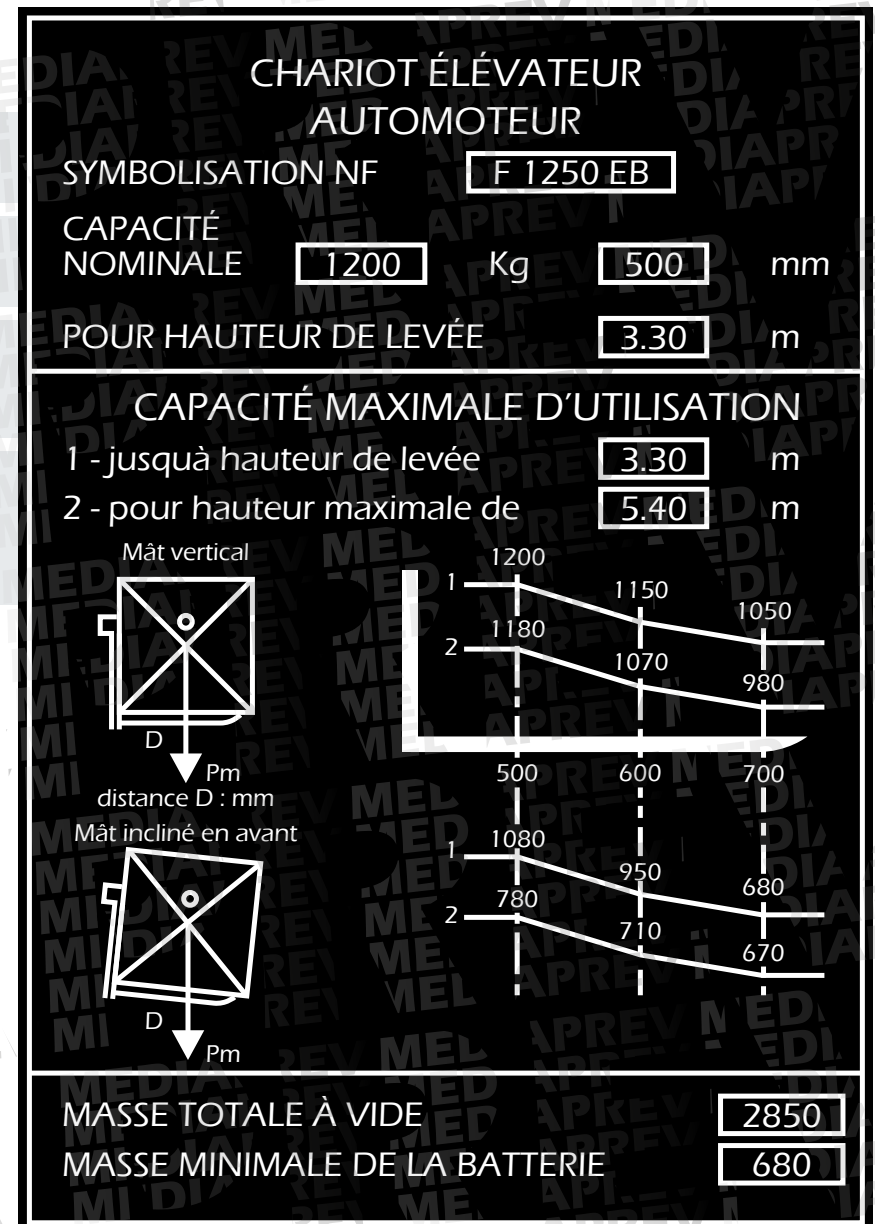 CHARIOT ÉLÉVATEUR
AUTOMOTEUR
SYMBOLISATION NF F 1250 EB
CAPACITÉ
NOMINALE 1200 Kg 500 mm
POUR HAUTEUR DE LEVÉE 3.30 m
CAPACITÉ MAXIMALE D'UTILISATION
1 - jusquà hauteur de levée 3.30 m
2 - pour hauteur maximale de 5.40 m
Mât vertical
D
Pm
distance D : mm
1200
1 1150
1050
1180
2 1070
980
500 600 700
Mât incliné en avant
D
Pm
1080
1 950
680
780
2 710
670
MASSE TOTALE À VIDE 2850
MASSE MINIMALE DE LA BATTERIE 680